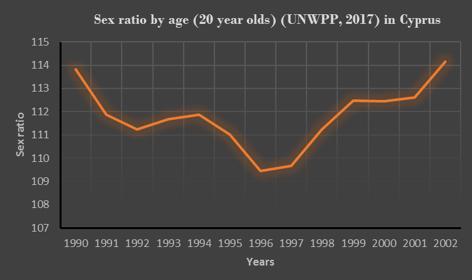 Sex ratio by age (20 year olds) (UNWPP, 2017) in Cyprus
115
114
113
112
111
110
109
108
107
Sex ratio
1990 1991 1992 1993 1994 1995 1996 1997 1998 1999 2000 2001 2002
Years